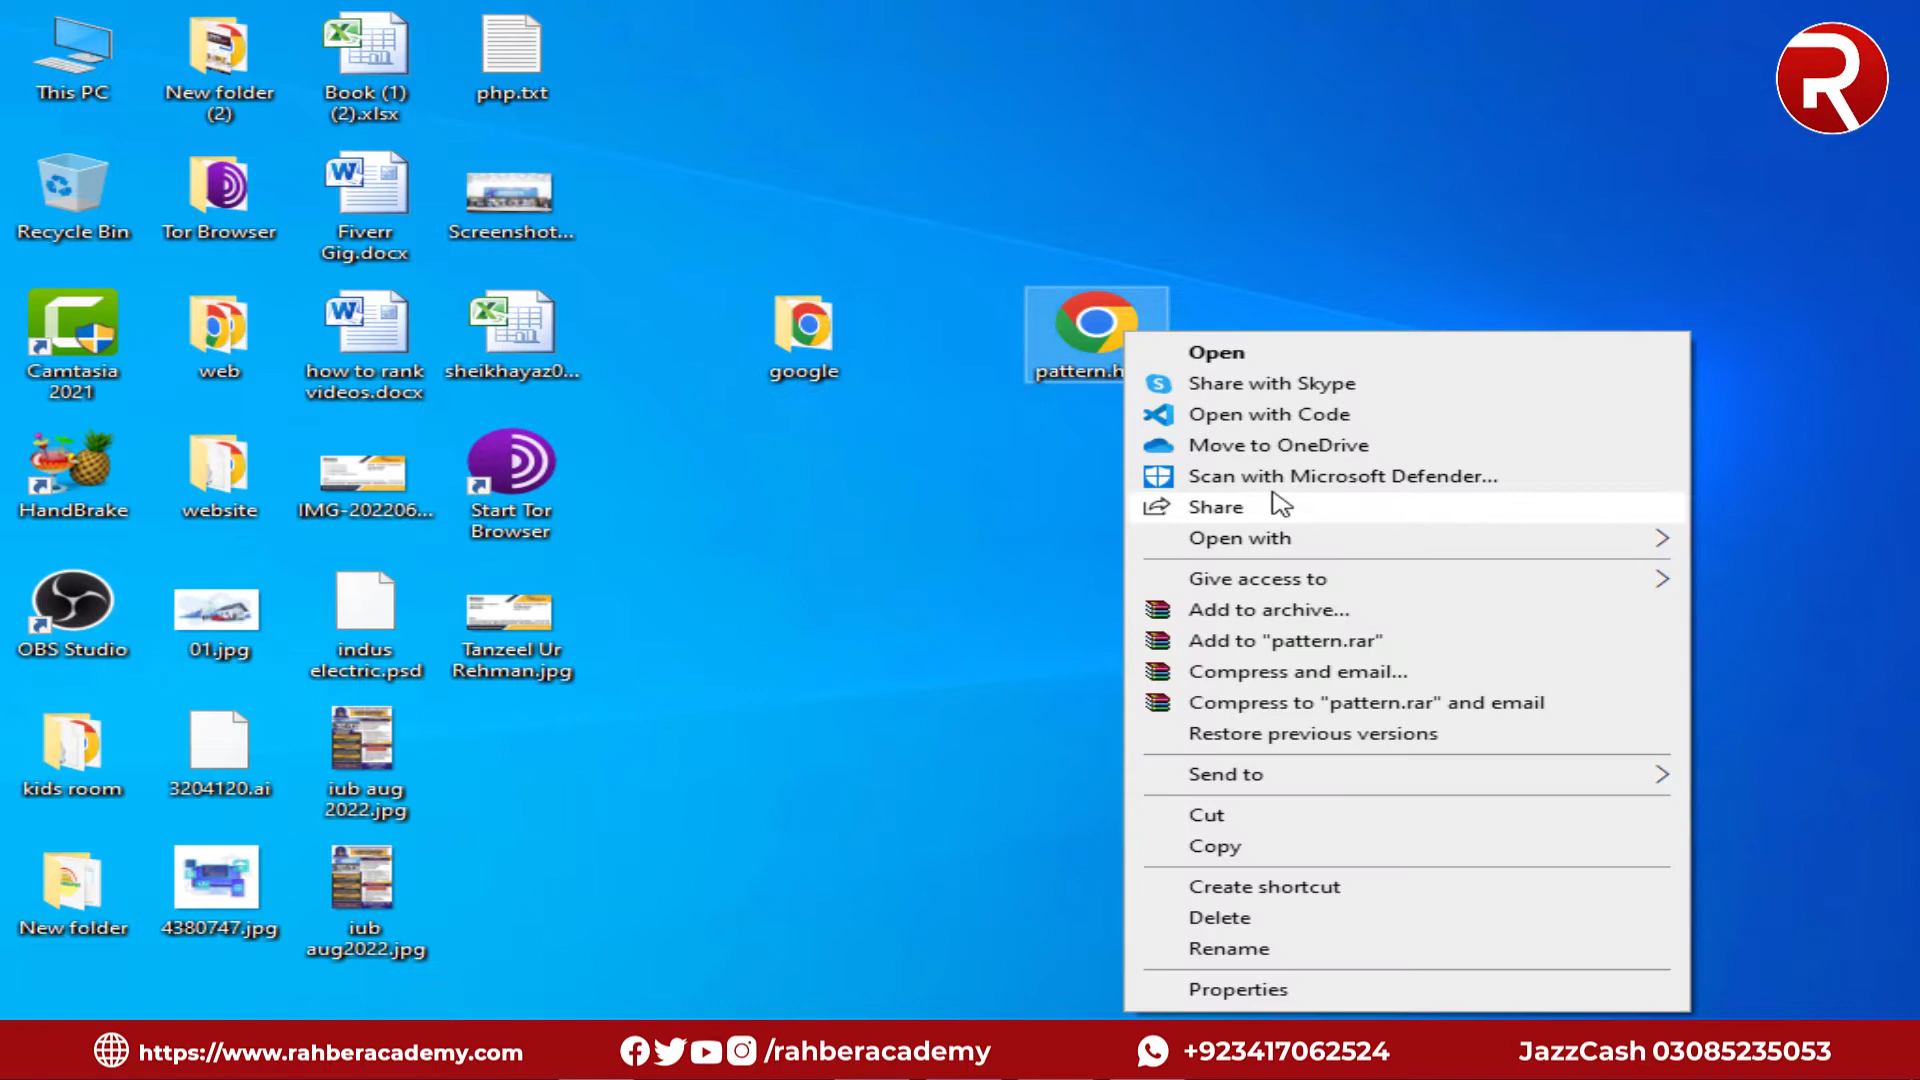 This PC
New folder
(2)
Book (1)
(2).xlsx
php.txt
Recycle Bin
Tor Browser
Fiverr
Gig.docx
Screenshot...
Camtasia
2021
web
how to rank
videos.docx
sheikhayaz0...
google
pattern.h
HandBrake
website
IMG-202206...
Start Tor
Browser
OBS Studio
01.jpg
indus
electric.psd
Tanzeel Ur
Rehman.jpg
kids room
3204120.ai
iub aug
2022.jpg
New folder
4380747.jpg
iub
aug2022.jpg
Open
Share with Skype
Open with Code
Move to OneDrive
Scan with Microsoft Defender...
Share
Open with
Give access to
Add to archive...
Add to "pattern.rar"
Compress and email...
Compress to "pattern.rar" and email
Restore previous versions
Send to
Cut
Copy
Create shortcut
Delete
Rename
Properties
R
https://www.rahberacademy.com
/rahberacademy
+923417062524
JazzCash 03085235053